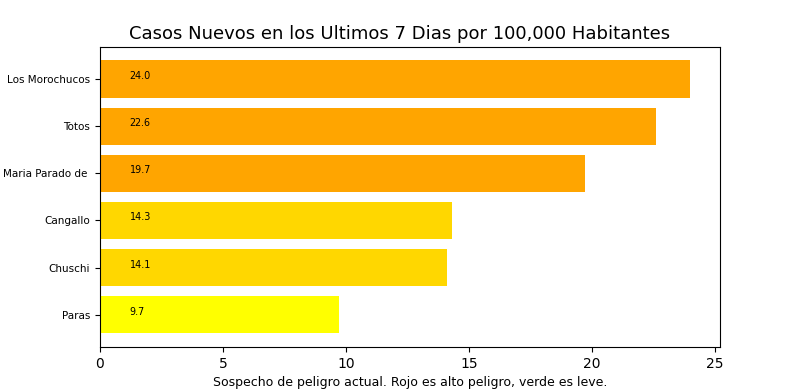 Casos Nuevos en los Ultimos 7 Dias por 100,000 Habitantes
Los Morochucos
24.0
Totos
22.6
Maria Parado de
19.7
Cangallo
14.3
Chuschi
14.1
Paras
9.7
0 5 10 15 20 25
Sospecho de peligro actual. Rojo es alto peligro, verde es leve.